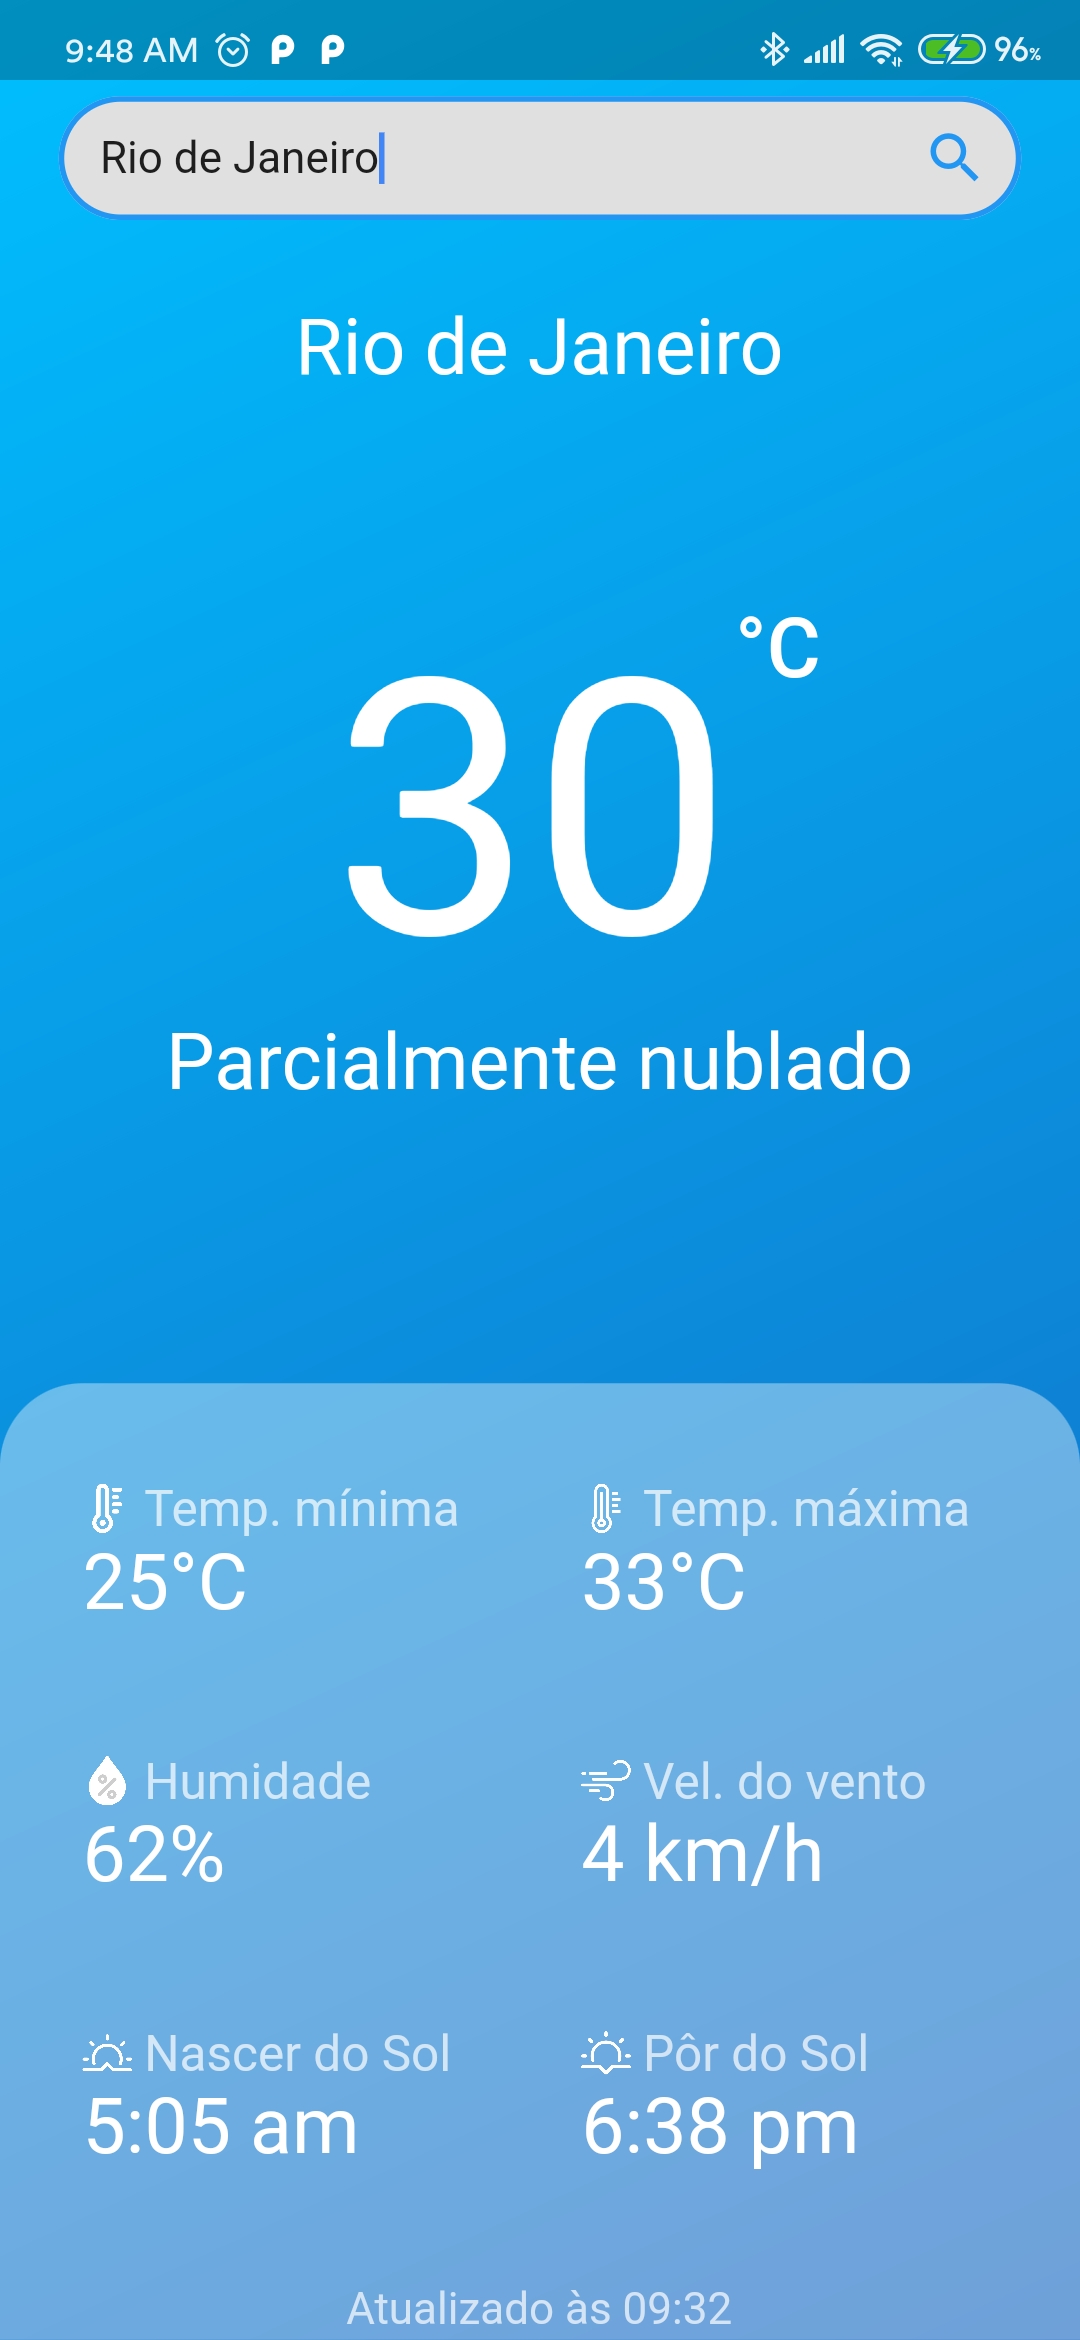 9:48 AM 96%
Rio de Janeiro
Rio de Janeiro
30 °C
Parcialmente nublado
Temp. mínima Temp. máxima
25°C 33°C
Humidade Vel. do vento
62% 4 km/h
Nascer do Sol Pôr do Sol
5:05 am 6:38 pm
Atualizado às 09:32